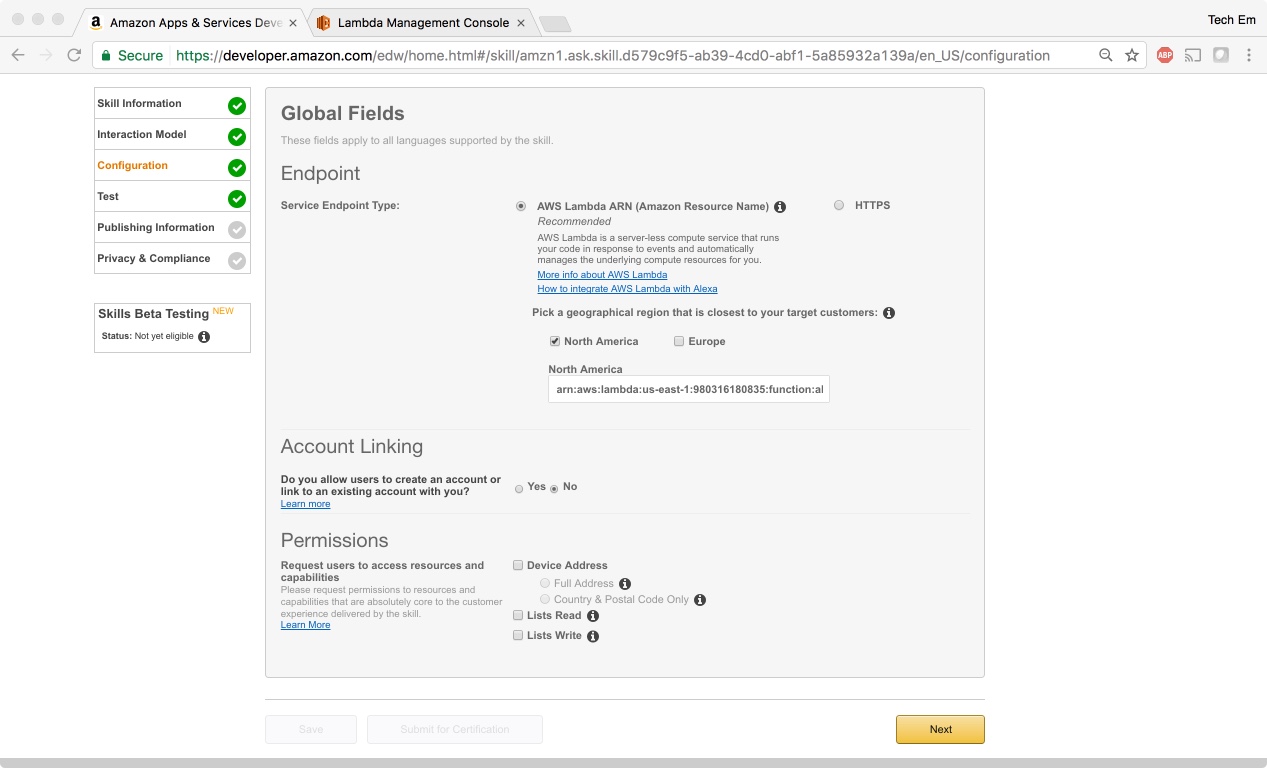 Amazon Apps & Services Deve
Lambda Management Console
Tech Em
Secure
https://developer.amazon.com/edw/home.html#/skill/amzn1.ask.skill.d579c9f5-ab39-4cd0-abf1-5a85932a139a/en_US/configuration
ABP
Skill Information
Interaction Model
Configuration
Test
Publishing Information
Privacy & Compliance
Skills Beta Testing NEW
Status: Not yet eligible
Global Fields
These fields apply to all languages supported by the skill.
Endpoint
Service Endpoint Type:
AWS Lambda ARN (Amazon Resource Name)
HTTPS
Recommended
AWS Lambda is a server-less compute service that runs
your code in response to events and automatically
manages the underlying compute resources for you.
More info about AWS Lambda
How to integrate AWS Lambda with Alexa
Pick a geographical region that is closest to your target customers:
North America
Europe
North America
arn:aws:lambda:us-east-1:980316180835:function:al
Account Linking
Do you allow users to create an account or
link to an existing account with you?
Learn more
Yes
No
Permissions
Request users to access resources and
capabilities
Please request permissions to resources and
capabilities that are absolutely core to the customer
experience delivered by the skill.
Learn More
Device Address
Full Address
Country & Postal Code Only
Lists Read
Lists Write
Save
Submit for Certification
Next